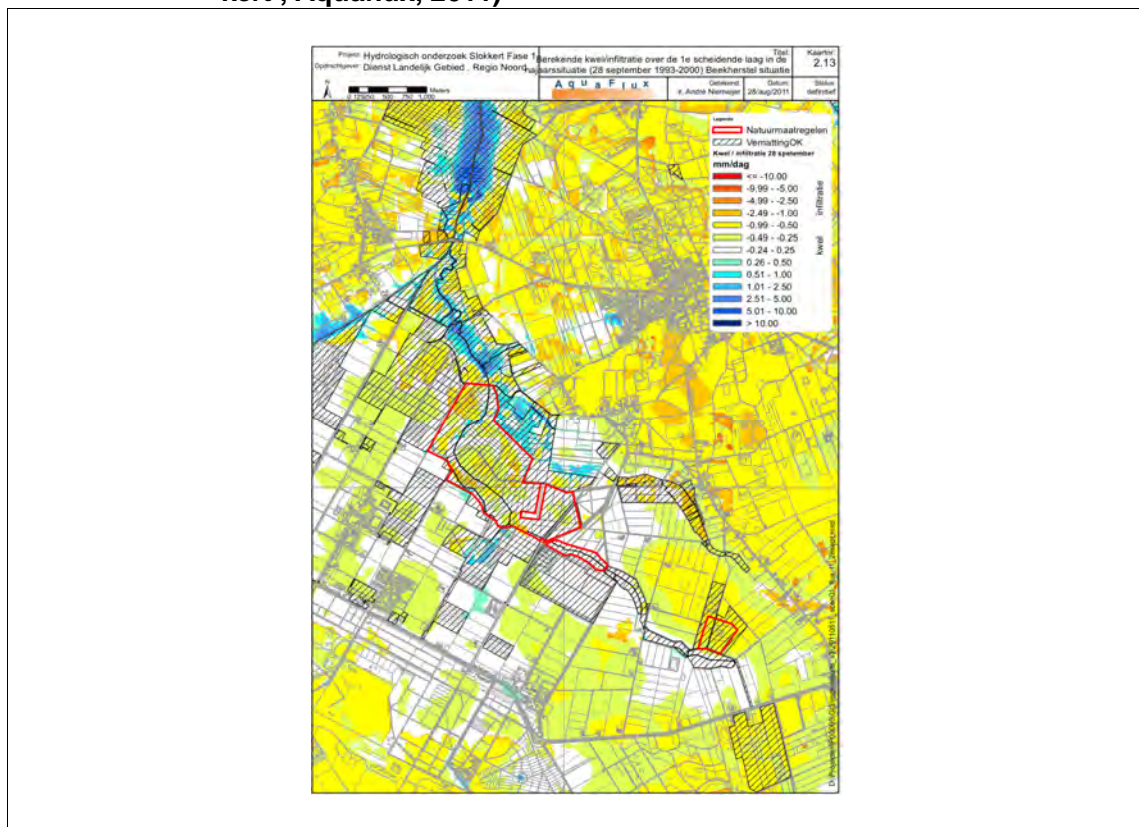 Project: Hydrologisch onderzoek Slokkert Fase 1
Opdrachtgever: Dienst Landelijk Gebied , Regio Noord
Titel:
Berekende kwel/infiltratie over de 1e scheidende laag in de
najaarssituatie (28 september 1993-2000) Beekherstel situatie
Kaartnr:
2.13
N
Meters
AquaFlux
Getekend:
ir. André Niemeijer
Datum:
28/aug/2011
Status:
definitief
Legenda
Natuurmaatregelen
VernattingOK
Kwel / infiltratie 28 september
mm/dag
<= -10.00
-9.99 - -5.00
-4.99 - -2.50
-2.49 - -1.00
-0.99 - -0.50
-0.49 - -0.25
-0.24 - 0.25
0.26 - 0.50
0.51 - 1.00
1.01 - 2.50
2.51 - 5.00
5.01 - 10.00
> 10.00
infiltratie
kwel